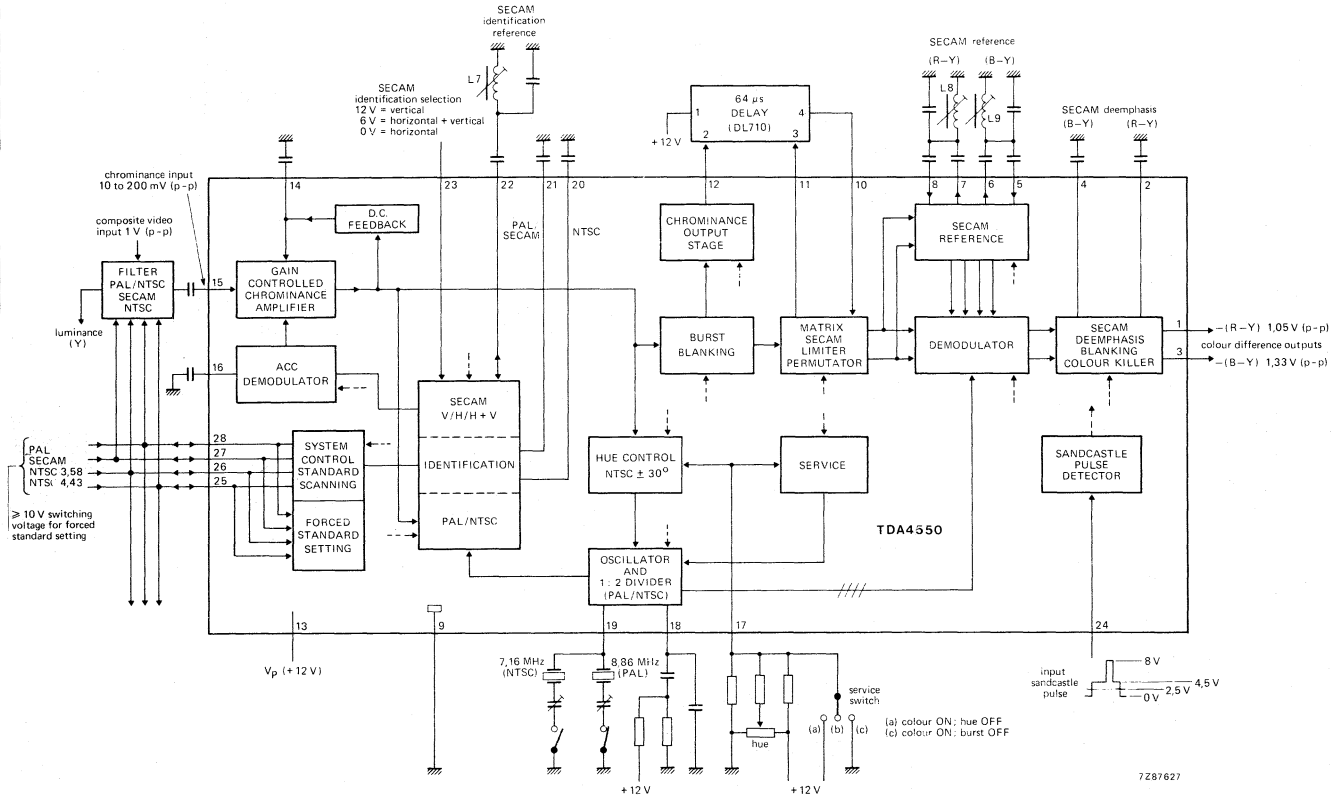 SECAM
identification
reference
L7
SECAM
identification selection
12 V = vertical
6 V = horizontal + vertical
0 V = horizontal
64 µs
DELAY
(DL710)
1
2
3
4
+12 V
SECAM reference
(R–Y)
(B–Y)
L8
L9
SECAM deemphasis
(B–Y)
(R–Y)
chrominance input
10 to 200 mV (p-p)
14
23
22
21
20
12
11
10
8
7
6
5
4
2
composite video
input 1 V (p-p)
FILTER
PAL/NTSC
SECAM
NTSC
luminance
(Y)
15
D.C.
FEEDBACK
GAIN
CONTROLLED
CHROMINANCE
AMPLIFIER
PAL,
SECAM
NTSC
CHROMINANCE
OUTPUT
STAGE
SECAM
REFERENCE
16
ACC
DEMODULATOR
BURST
BLANKING
MATRIX
SECAM
LIMITER
PERMUTATOR
DEMODULATOR
SECAM
DEEMPHASIS
BLANKING
COLOUR KILLER
1
–(R–Y) 1,05 V (p-p)
colour difference outputs
3
–(B–Y) 1,33 V (p-p)
SECAM
V/H/H + V
IDENTIFICATION
PAL/NTSC
PAL
SECAM
NTSC 3,58
NTSC 4,43
28
27
26
25
SYSTEM
CONTROL
STANDARD
SCANNING
FORCED
STANDARD
SETTING
⩾ 10 V switching
voltage for forced
standard setting
HUE CONTROL
NTSC ± 30°
SERVICE
SANDCASTLE
PULSE
DETECTOR
TDA4550
OSCILLATOR
AND
1 : 2 DIVIDER
(PAL/NTSC)
13
9
19
18
17
24
Vp (+12 V)
7,16 MHz
(NTSC)
8,86 MHz
(PAL)
+12 V
hue
+12 V
service
switch
(a)
(b)
(c)
(a) colour ON; hue OFF
(c) colour ON; burst OFF
input
sandcastle
pulse
8 V
4,5 V
2,5 V
0 V
7Z87627